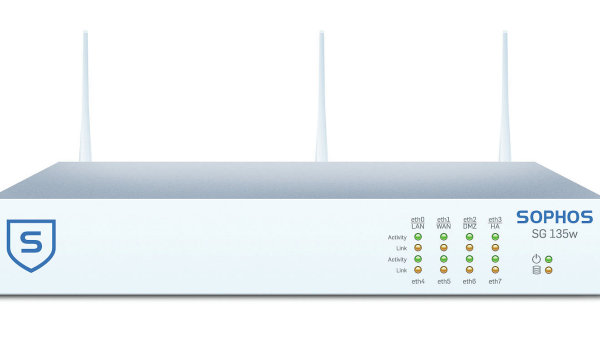 S
SOPHOS
SG 135w
eth0 eth1 eth2 eth3
LAN WAN DMZ HA
Activity
Link
Activity
Link
eth4 eth5 eth6 eth7